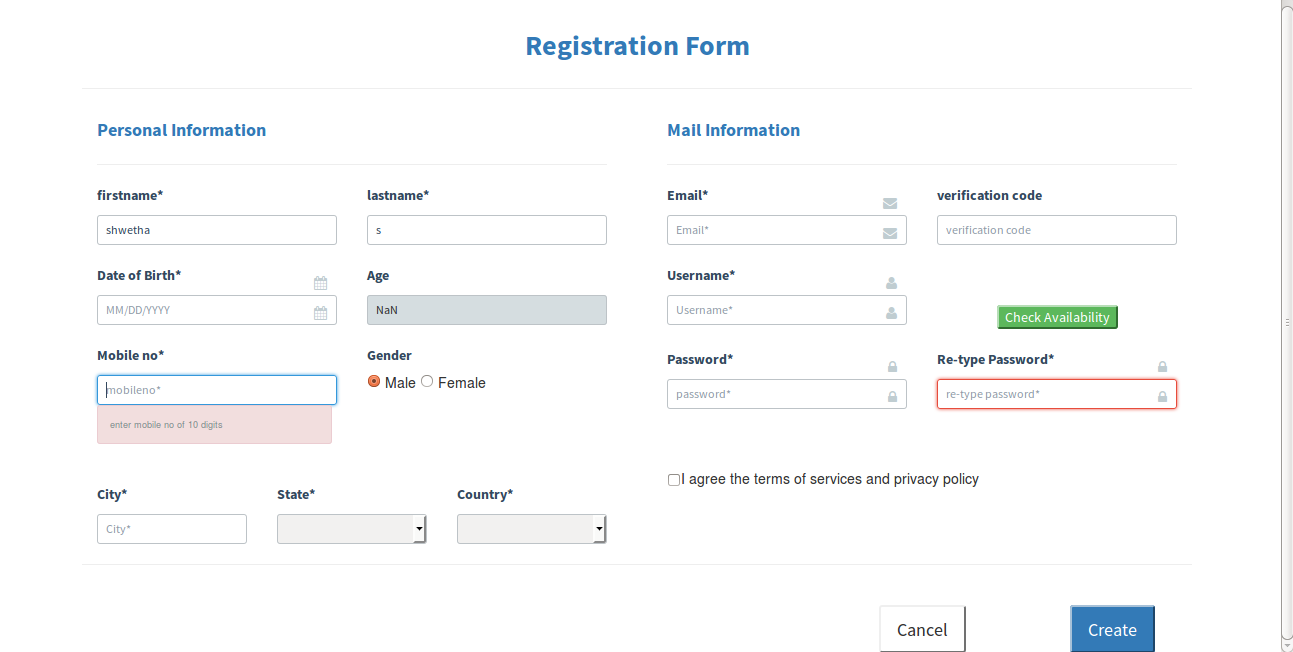 Registration Form
Personal Information
firstname* lastname*
shwetha s
Date of Birth* Age
MM/DD/YYYY NaN
Mobile no* Gender
mobileno* Male Female
enter mobile no of 10 digits
City* State* Country*
City*
Mail Information
Email* verification code
Email* verification code
Username*
Username* Check Availability
Password* Re-type Password*
password* re-type password*
I agree the terms of services and privacy policy
Cancel Create